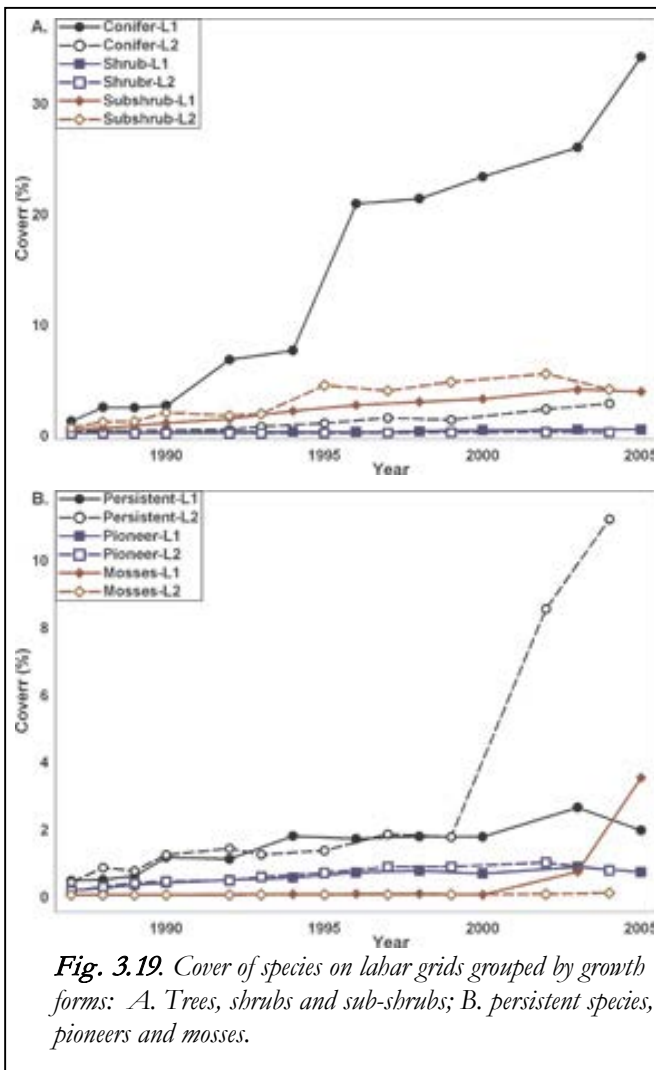 A.
Conifer-L1
Conifer-L2
Shrub-L1
Shrubr-L2
Subshrub-L1
Subshrub-L2
Coverr (%)
30
20
10
0
1990 1995 2000 2005
Year
B.
Persistent-L1
Persistent-L2
Pioneer-L1
Pioneer-L2
Mosses-L1
Mosses-L2
Coverr (%)
10
8
6
4
2
0
1990 1995 2000 2005
Year
Fig. 3.19. Cover of species on lahar grids grouped by growth
forms: A. Trees, shrubs and sub-shrubs; B. persistent species,
pioneers and mosses.